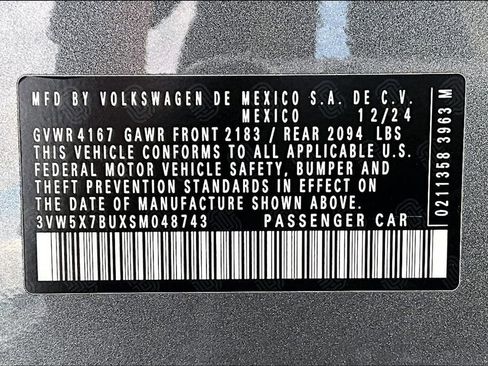 MFD BY VOLKSWAGEN DE MEXICO S.A. DE C.V.
MEXICO 12/24
GVWR 4167 GAWR FRONT 2183 / REAR 2094 LBS
THIS VEHICLE CONFORMS TO ALL APPLICABLE U.S.
FEDERAL MOTOR VEHICLE SAFETY, BUMPER, AND
THEFT PREVENTION STANDARDS IN EFFECT ON THE
DATE OF MANUFACTURE SHOWN ABOVE.
3VW5X7BUXSM048743 PASSENGER CAR
0211358 3963 M